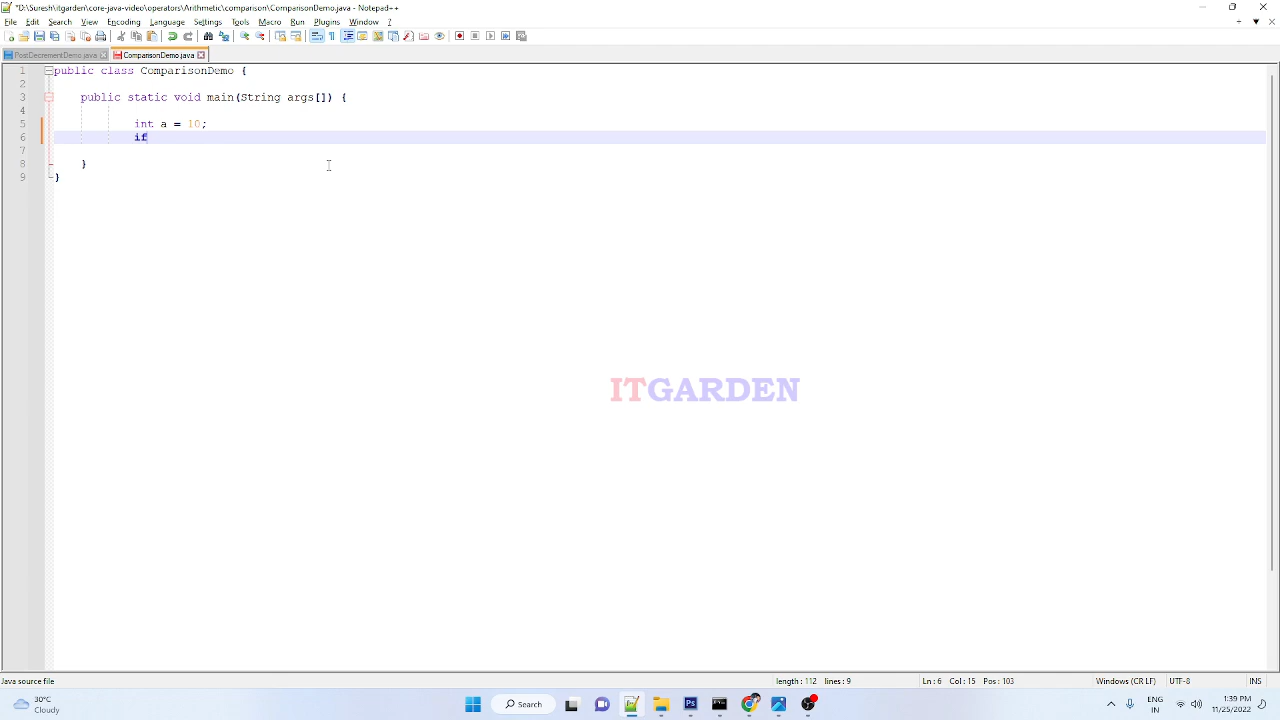 *D:\Suresh\itgarden\core-java-video\operators\Arithmatic\comparison\ComparisonDemo.java - Notepad++
File Edit Search View Encoding Language Settings Tools Macro Run Plugins Window ?
PostDecrementDemo.java ComparisonDemo.java
1 public class ComparisonDemo {
2
3 public static void main(String args[]) {
4
5 int a = 10;
6 if
7
8 }
9 }
ITGARDEN
Java source file length : 112 lines : 9 Ln : 6 Col : 15 Pos : 103 Windows (CR LF) UTF-8 INS
30°C
Cloudy
Search
ENG
IN
1:39 PM
11/25/2022